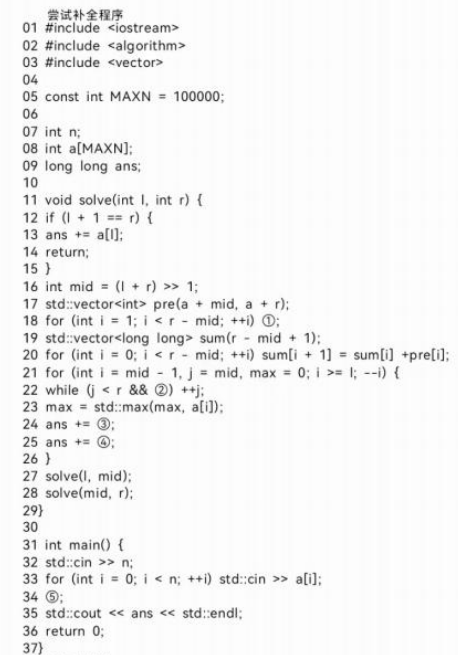 尝试补全程序
01 #include <iostream>
02 #include <algorithm>
03 #include <vector>
04
05 const int MAXN = 100000;
06
07 int n;
08 int a[MAXN];
09 long long ans;
10
11 void solve(int l, int r) {
12 if (l + 1 == r) {
13 ans += a[l];
14 return;
15 }
16 int mid = (l + r) >> 1;
17 std::vector<int> pre(a + mid, a + r);
18 for (int i = 1; i < r - mid; ++i) ①;
19 std::vector<long long> sum(r - mid + 1);
20 for (int i = 0; i < r - mid; ++i) sum[i + 1] = sum[i] +pre[i];
21 for (int i = mid - 1, j = mid, max = 0; i >= l; --i) {
22 while (j < r && ②) ++j;
23 max = std::max(max, a[i]);
24 ans += ③;
25 ans += ④;
26 }
27 solve(l, mid);
28 solve(mid, r);
29}
30
31 int main() {
32 std::cin >> n;
33 for (int i = 0; i < n; ++i) std::cin >> a[i];
34 ⑤;
35 std::cout << ans << std::endl;
36 return 0;
37}